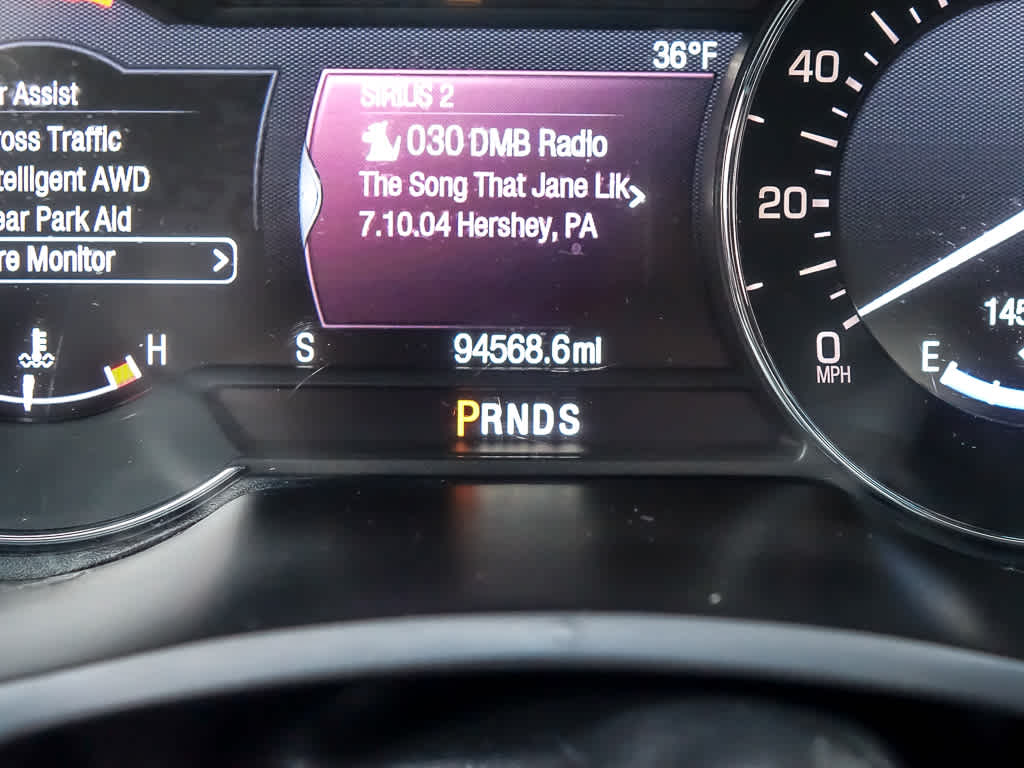 36°F
r Assist
ross Traffic
telligent AWD
ear Park Aid
re Monitor >
SIRIUS 2
030 DMB Radio
The Song That Jane Lik>
7.10.04 Hershey, PA
H
S
94568.6mi
PRNDS
40
20
0
MPH
145
E